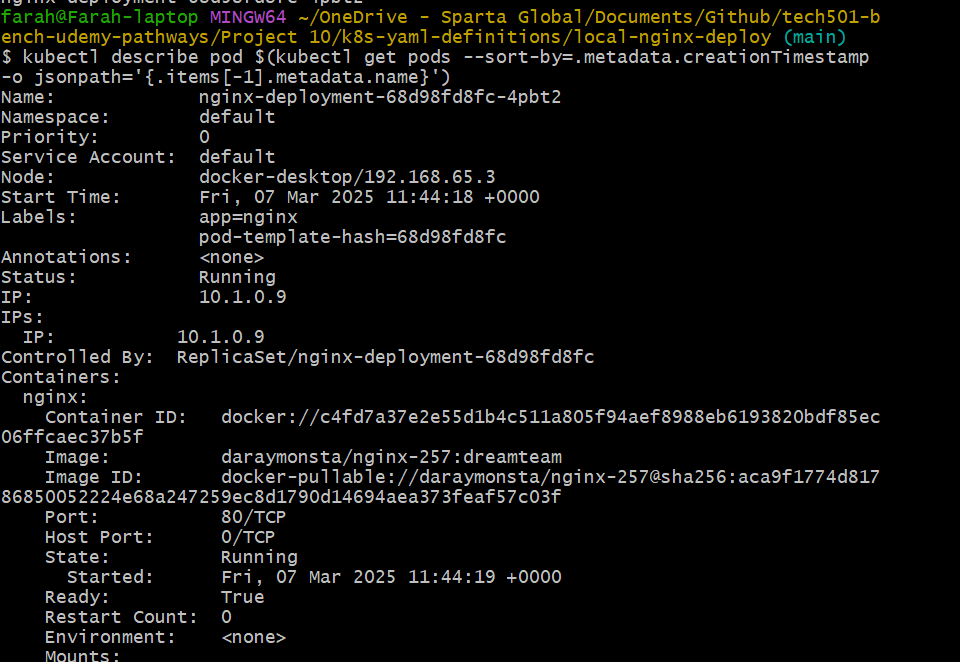 farah@Farah-laptop MINGW64 ~/OneDrive - Sparta Global/Documents/Github/tech501-b
ench-udemy-pathways/Project 10/k8s-yaml-definitions/local-nginx-deploy (main)
$ kubectl describe pod $(kubectl get pods --sort-by=.metadata.creationTimestamp
-o jsonpath='{.items[-1].metadata.name}')
Name:             nginx-deployment-68d98fd8fc-4pbt2
Namespace:        default
Priority:         0
Service Account:  default
Node:             docker-desktop/192.168.65.3
Start Time:       Fri, 07 Mar 2025 11:44:18 +0000
Labels:           app=nginx
                  pod-template-hash=68d98fd8fc
Annotations:      <none>
Status:           Running
IP:               10.1.0.9
IPs:
  IP:           10.1.0.9
Controlled By:  ReplicaSet/nginx-deployment-68d98fd8fc
Containers:
  nginx:
    Container ID:   docker://c4fd7a37e2e55d1b4c511a805f94aef8988eb6193820bdf85ec
06ffcaec37b5f
    Image:          daraymonsta/nginx-257:dreamteam
    Image ID:       docker-pullable://daraymonsta/nginx-257@sha256:aca9f1774d817
86850052224e68a247259ec8d1790d14694aea373feaf57c03f
    Port:           80/TCP
    Host Port:      0/TCP
    State:          Running
      Started:      Fri, 07 Mar 2025 11:44:19 +0000
    Ready:          True
    Restart Count:  0
    Environment:    <none>
    Mounts: